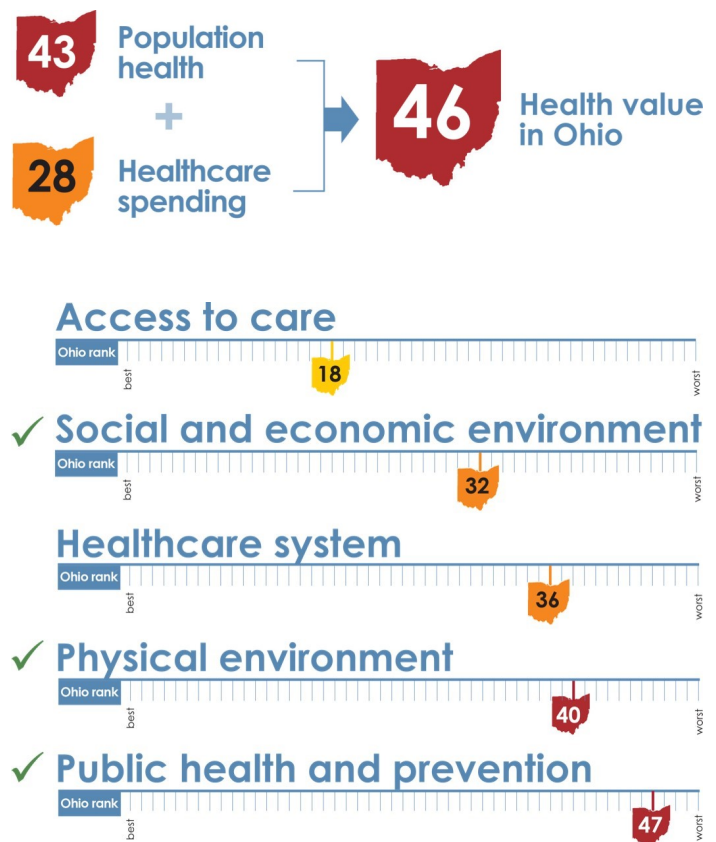 43
Population
health
+
28
Healthcare
spending
46
Health value
in Ohio
Access to care
Ohio rank
best
18
worst
Social and economic environment
Ohio rank
best
32
worst
Healthcare system
Ohio rank
best
36
worst
Physical environment
Ohio rank
best
40
worst
Public health and prevention
Ohio rank
best
47
worst